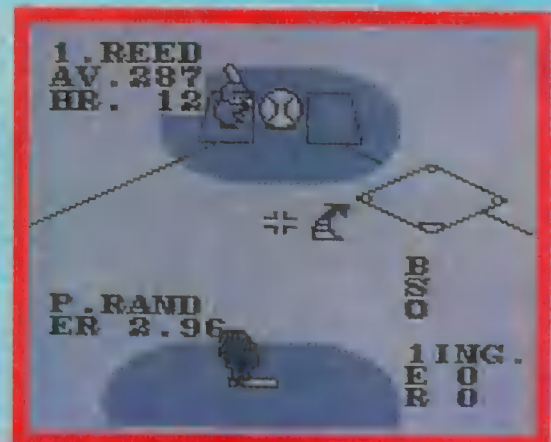 1.REED
AV.287
HR. 12
B
S
O
P.RAND
ER 2.96
1ING.
E 0
R 0